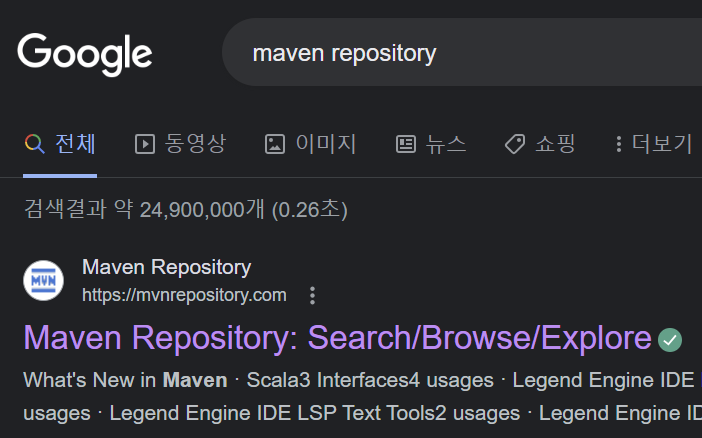 Google
maven repository
전체 동영상 이미지 뉴스 쇼핑 더보기
검색결과 약 24,900,000개 (0.26초)
MVN
Maven Repository
https://mvnrepository.com
Maven Repository: Search/Browse/Explore
What's New in Maven · Scala3 Interfaces4 usages · Legend Engine IDE
usages · Legend Engine IDE LSP Text Tools2 usages · Legend Engine